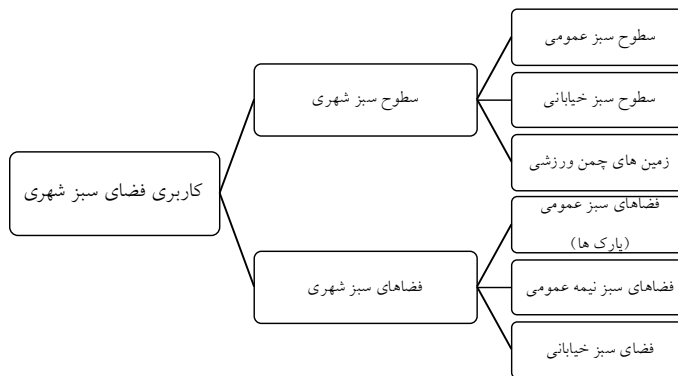 کاربری فضای سبز شهری
سطوح سبز شهری
سطوح سبز عمومی
سطوح سبز خیابانی
زمین های چمن ورزشی
فضاهای سبز شهری
فضاهای سبز عمومی
(پارک ها)
فضاهای سبز نیمه عمومی
فضای سبز خیابانی